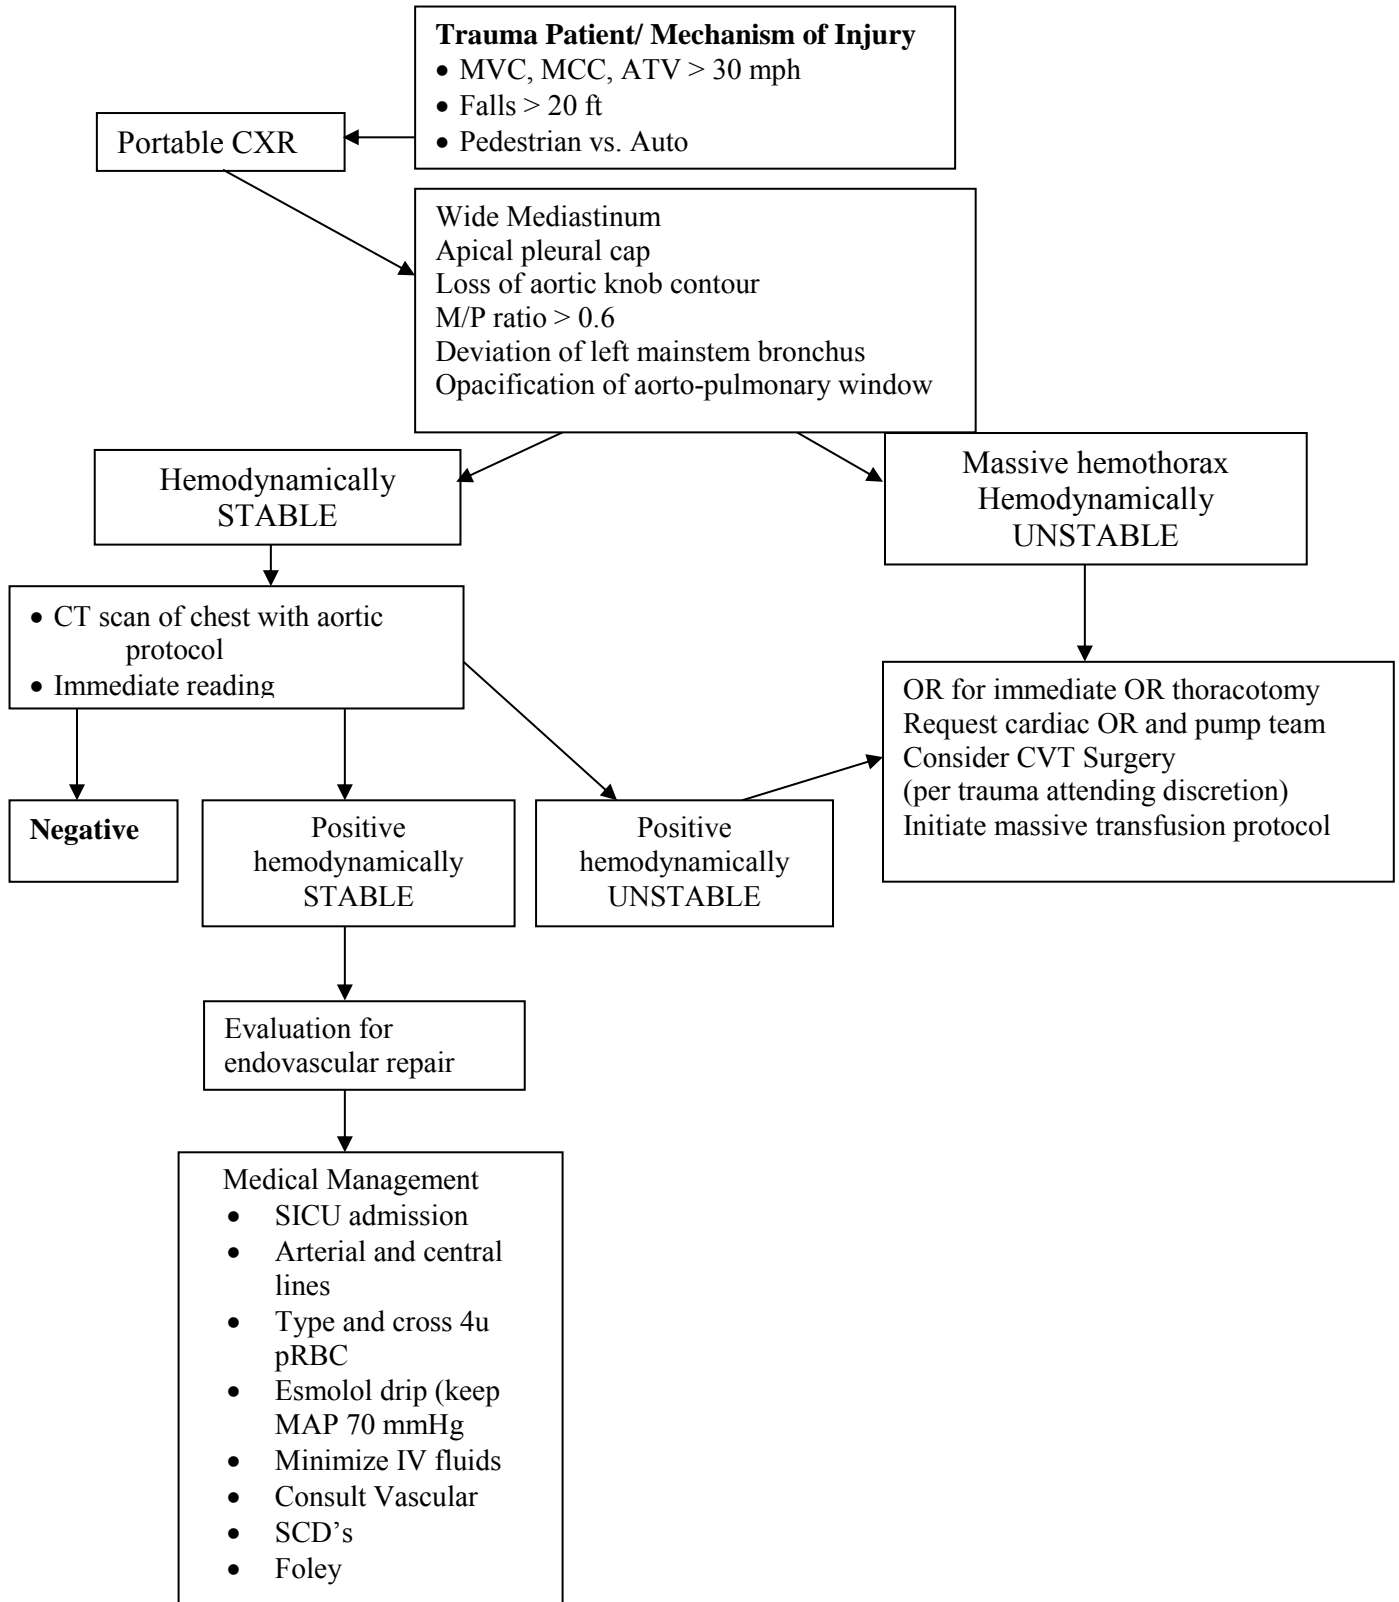 Trauma Patient/ Mechanism of Injury
• MVC, MCC, ATV > 30 mph
• Falls > 20 ft
• Pedestrian vs. Auto
Portable CXR
Wide Mediastinum
Apical pleural cap
Loss of aortic knob contour
M/P ratio > 0.6
Deviation of left mainstem bronchus
Opacification of aorto-pulmonary window
Hemodynamically
STABLE
Massive hemothorax
Hemodynamically
UNSTABLE
• CT scan of chest with aortic
protocol
• Immediate reading
OR for immediate OR thoracotomy
Request cardiac OR and pump team
Consider CVT Surgery
(per trauma attending discretion)
Initiate massive transfusion protocol
Negative
Positive
hemodynamically
STABLE
Positive
hemodynamically
UNSTABLE
Evaluation for
endovascular repair
Medical Management
• SICU admission
• Arterial and central
lines
• Type and cross 4u
pRBC
• Esmolol drip (keep
MAP 70 mmHg
• Minimize IV fluids
• Consult Vascular
• SCD’s
• Foley